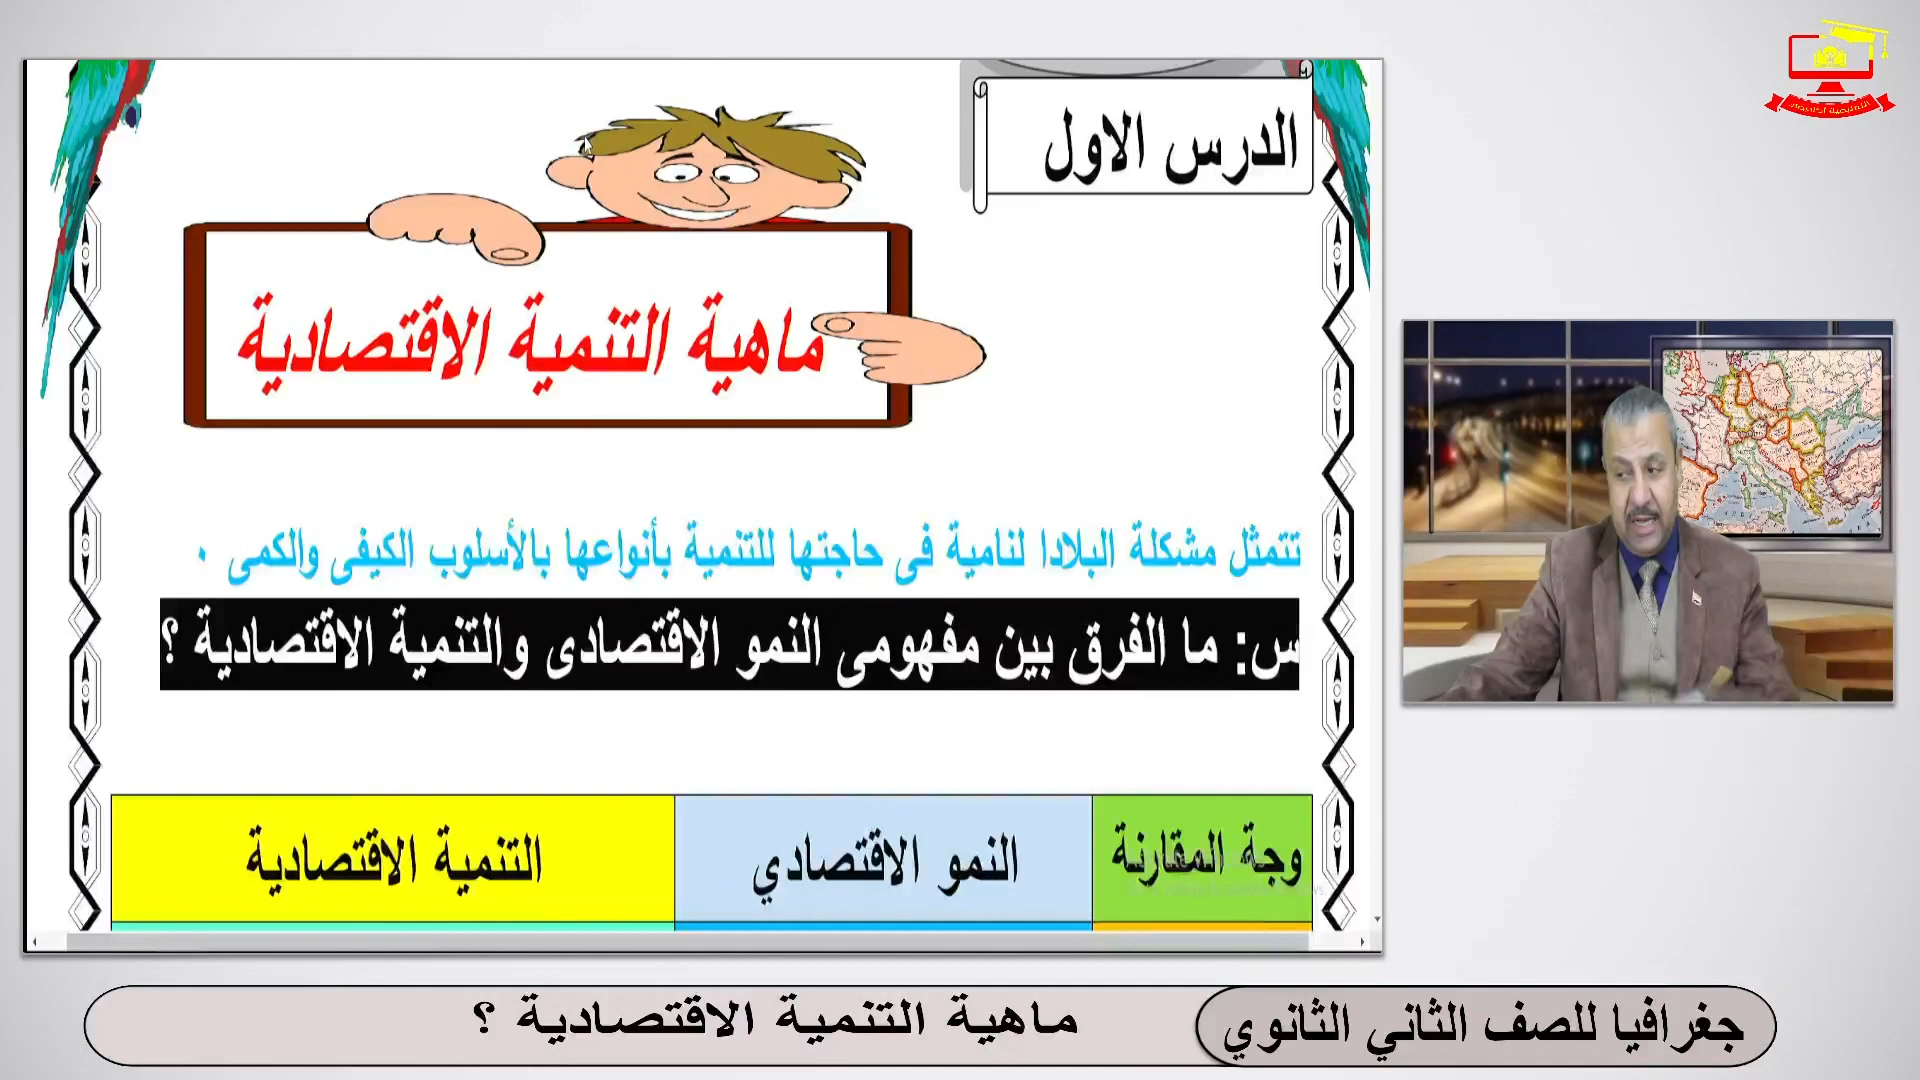 الدرس الاول
ماهية التنمية الاقتصادية
تتمثل مشكلة البلادا لنامية فى حاجتها للتنمية بأنواعها بالأسلوب الكيفى والكمى ٠
س: ما الفرق بين مفهومى النمو الاقتصادى والتنمية الاقتصادية ؟
وجة المقارنة النمو الاقتصادي التنمية الاقتصادية
جغرافيا للصف الثاني الثانوي
ماهية التنمية الاقتصادية ؟